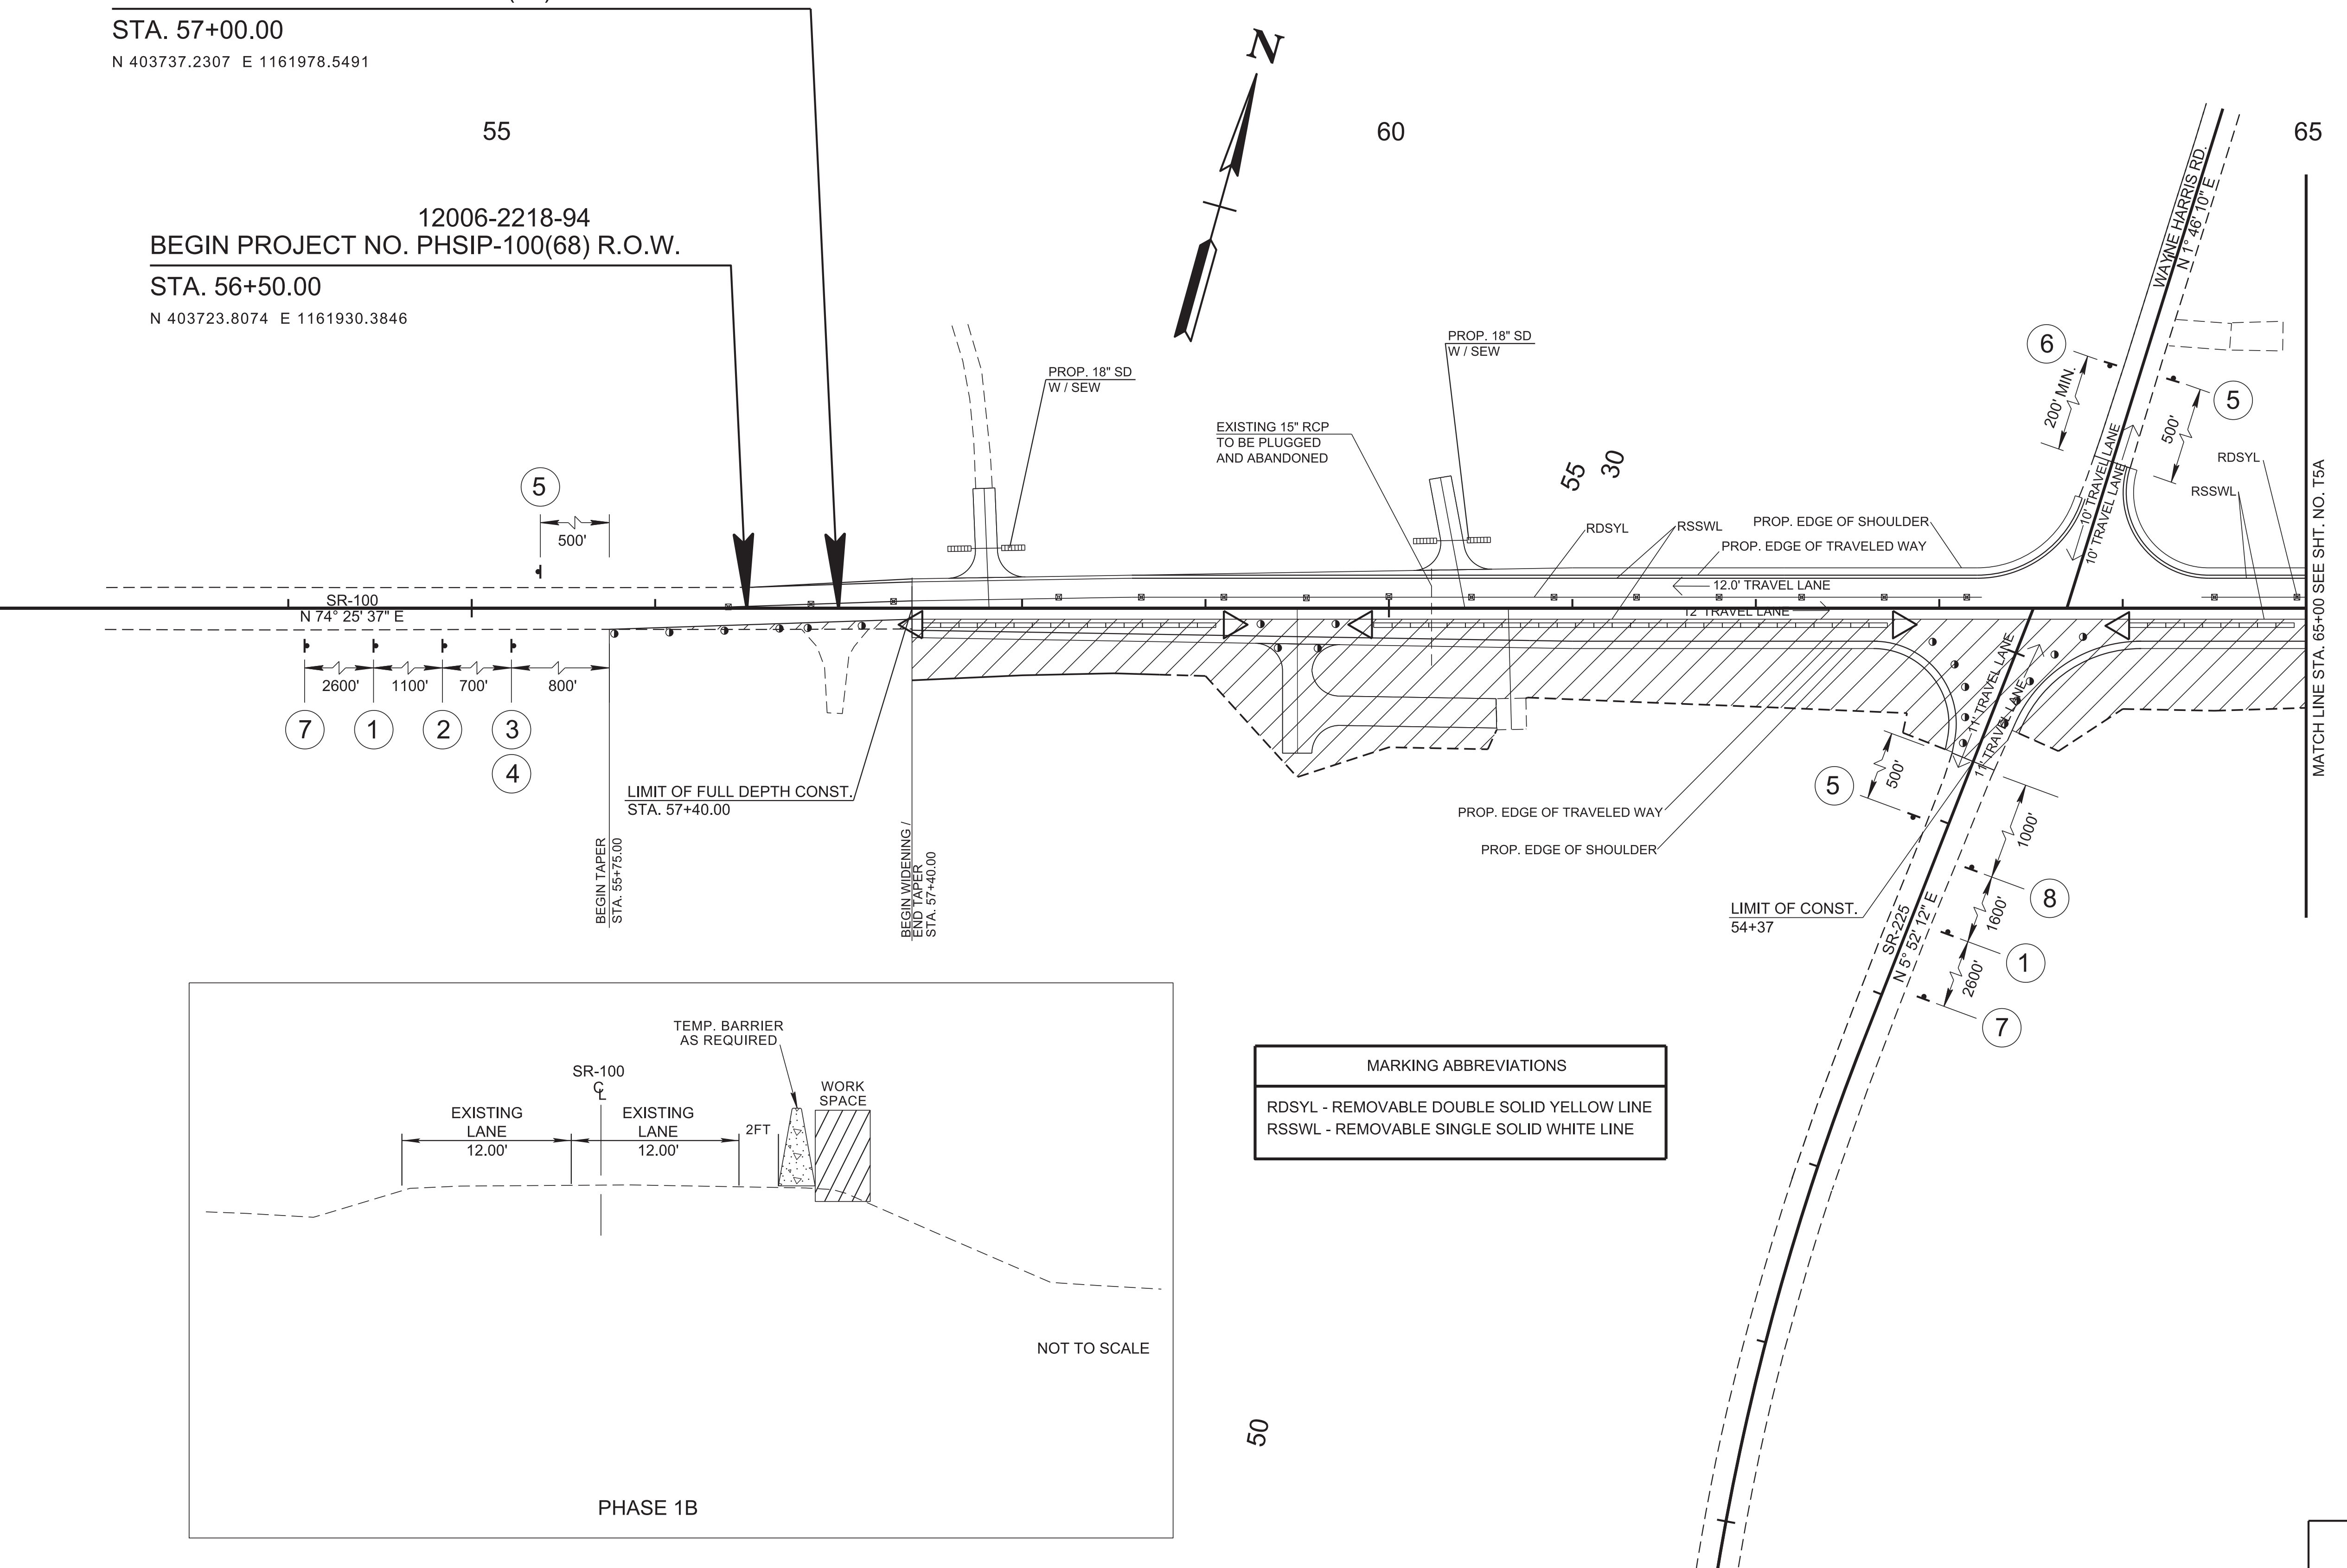 STA. 57+00.00
N 403737.2307 E 1161978.5491
N
55
60
65
12006-2218-94
BEGIN PROJECT NO. PHSIP-100(68) R.O.W.
STA. 56+50.00
N 403723.8074 E 1161930.3846
WAYNE HARRIS RD.
N 1° 46' 10" E
PROP. 18" SD
W / SEW
PROP. 18" SD
W / SEW
6
200' MIN.
5
500'
EXISTING 15" RCP
TO BE PLUGGED
AND ABANDONED
55
30
RDSYL
RSSWL
5
500'
RDSYL
RSSWL
PROP. EDGE OF SHOULDER
PROP. EDGE OF TRAVELED WAY
10' TRAVEL LANE
10' TRAVEL LANE
12.0' TRAVEL LANE
12' TRAVEL LANE
SR-100
N 74° 25' 37" E
MATCH LINE STA. 65+00 SEE SHT. NO. T5A
2600'
1100'
700'
800'
7
1
2
3
4
11' TRAVEL LANE
11' TRAVEL LANE
LIMIT OF FULL DEPTH CONST.
STA. 57+40.00
BEGIN TAPER
STA. 55+75.00
BEGIN WIDENING /
END TAPER
STA. 57+40.00
PROP. EDGE OF TRAVELED WAY
PROP. EDGE OF SHOULDER
5
500'
1000'
8
1600'
1
2600'
7
LIMIT OF CONST.
54+37
SR-225
N 5° 52' 12" E
TEMP. BARRIER
AS REQUIRED
SR-100
CL
WORK
SPACE
EXISTING
LANE
12.00'
EXISTING
LANE
12.00'
2FT
NOT TO SCALE
PHASE 1B
MARKING ABBREVIATIONS
RDSYL - REMOVABLE DOUBLE SOLID YELLOW LINE
RSSWL - REMOVABLE SINGLE SOLID WHITE LINE
50